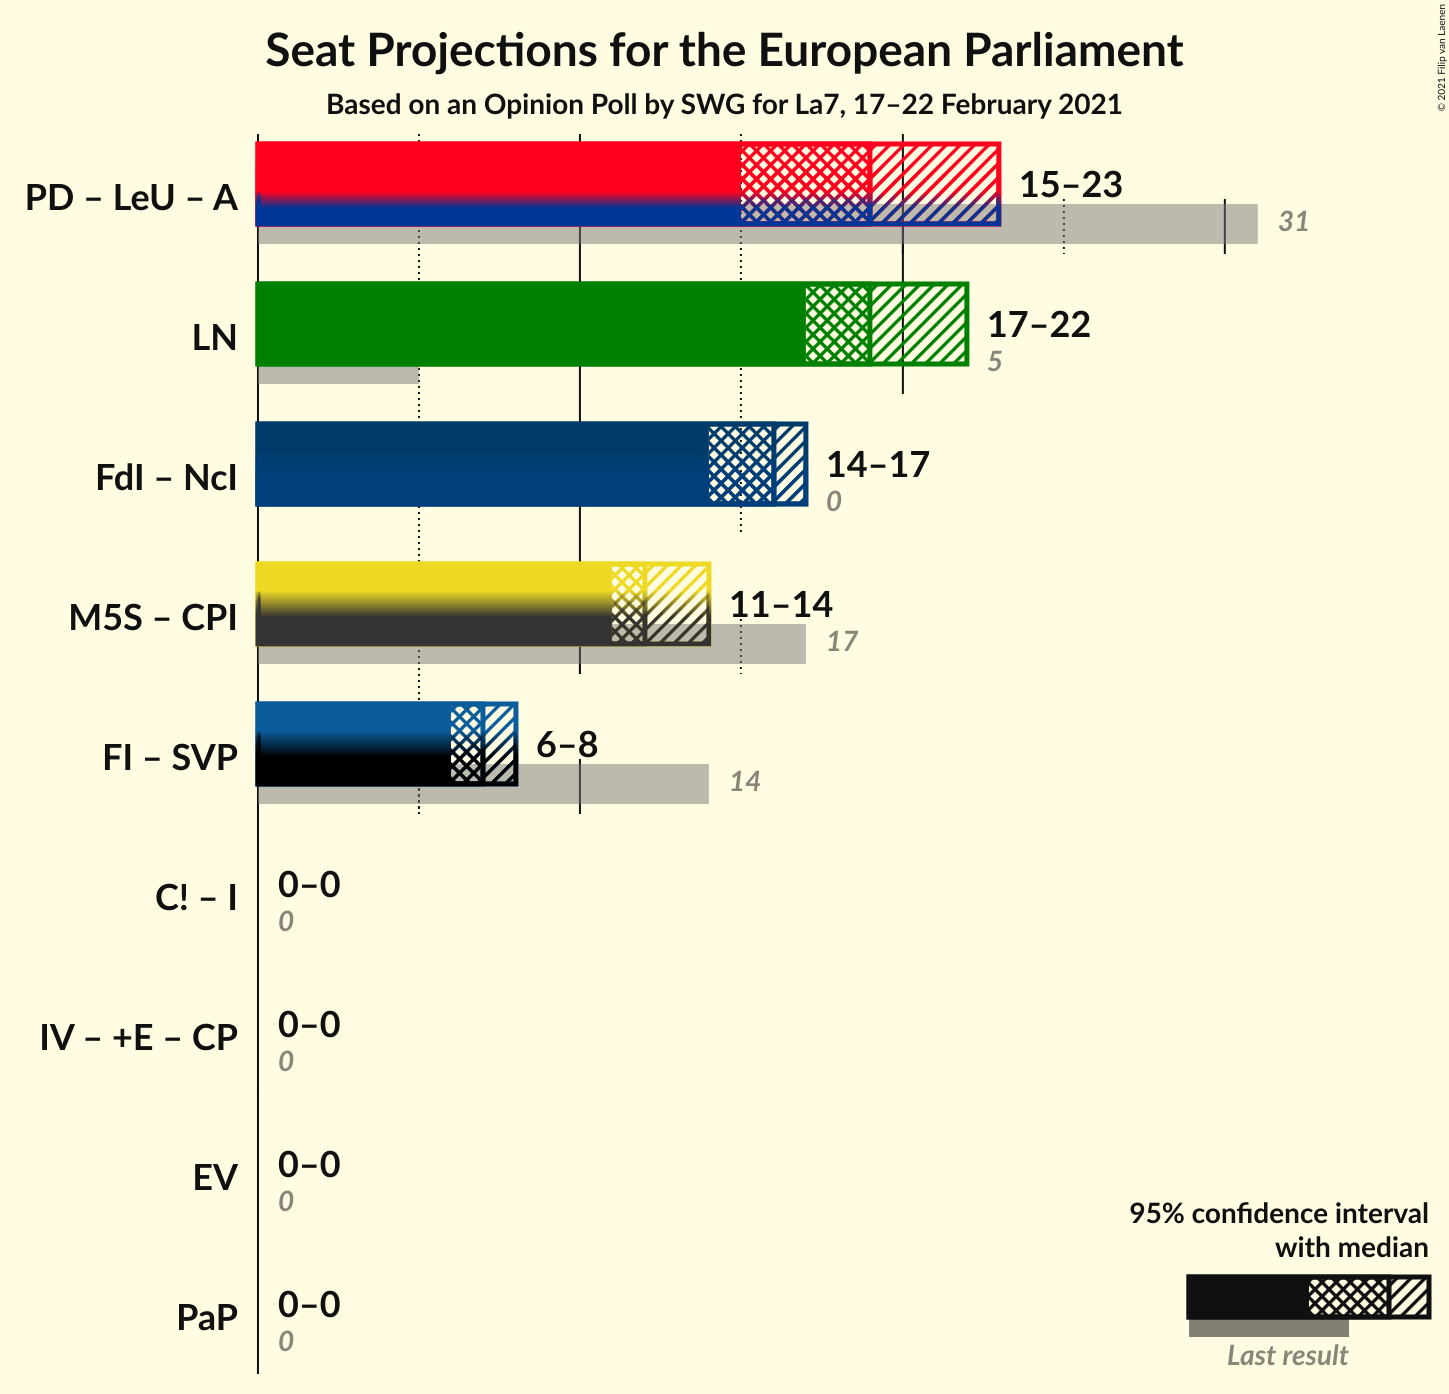 Seat Projections for the European Parliament
Based on an Opinion Poll by SWG for La7, 17–22 February 2021
© 2021 Filip van Laenen
PD – LeU – A
15–23
31
LN
17–22
5
FdI – NcI
14–17
0
M5S – CPI
11–14
17
FI – SVP
6–8
14
C! – I
0–0
0
IV – +E – CP
0–0
0
EV
0–0
0
PaP
0–0
0
95% confidence interval
with median
Last result